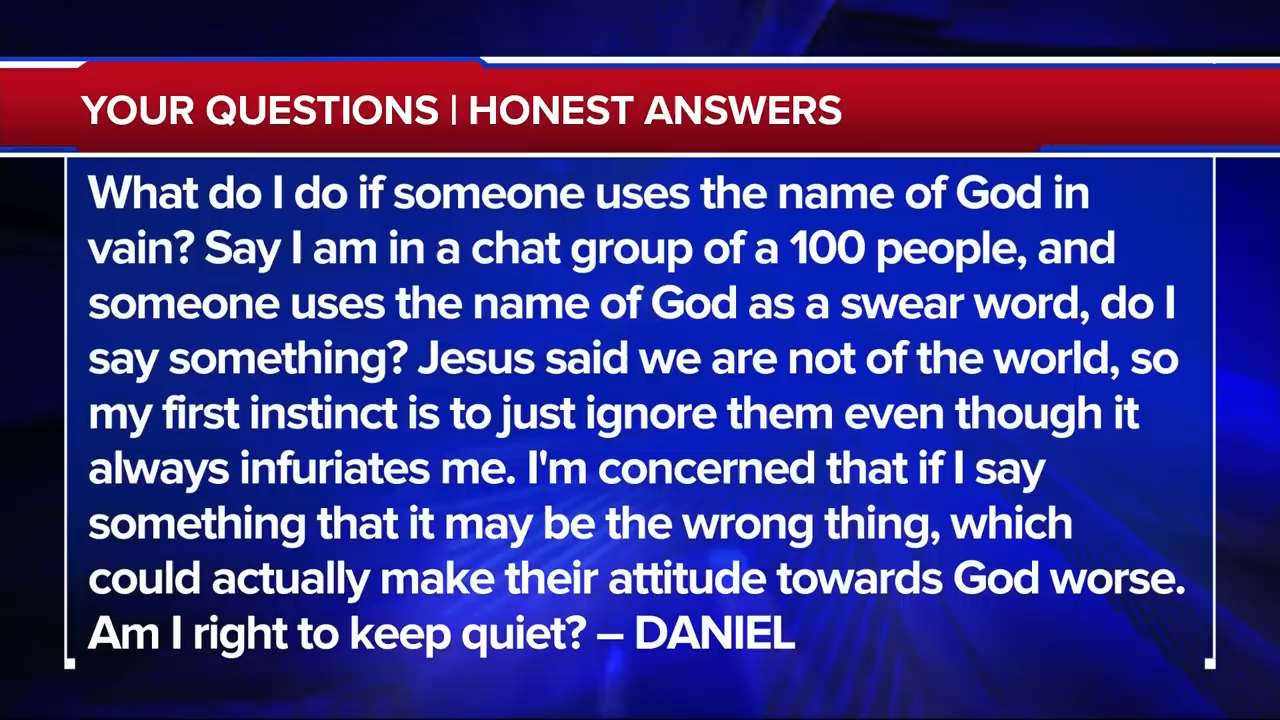 YOUR QUESTIONS | HONEST ANSWERS
What do I do if someone uses the name of God in
vain? Say I am in a chat group of a 100 people, and
someone uses the name of God as a swear word, do I
say something? Jesus said we are not of the world, so
my first instinct is to just ignore them even though it
always infuriates me. I'm concerned that if I say
something that it may be the wrong thing, which
could actually make their attitude towards God worse.
Am I right to keep quiet? – DANIEL